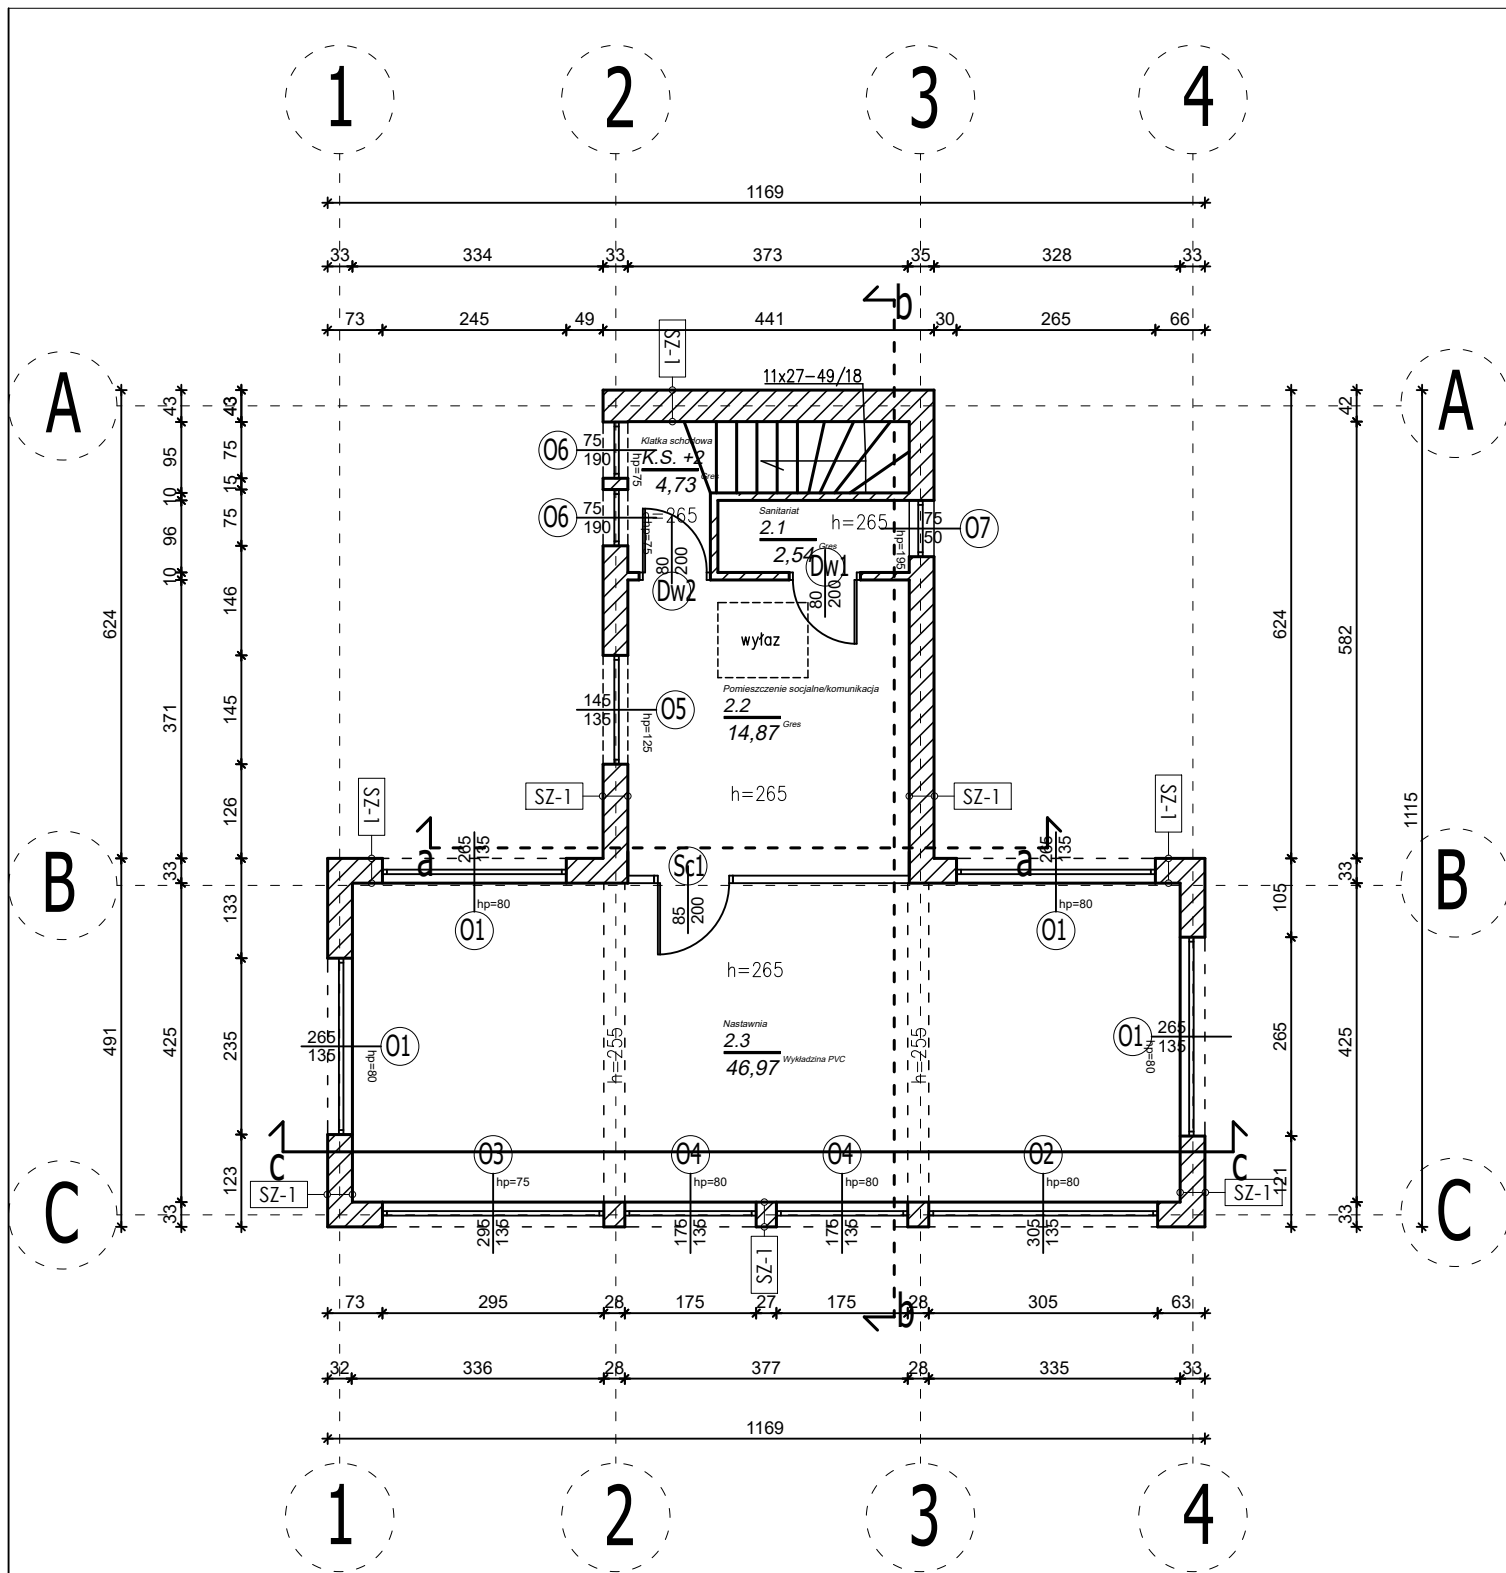 1 2 3 4
1169
33 334 33 373 35 328 33
73 245 49 441 30 265 66
b
SZ-1
11x27-49/18
A A
43 95 10 96 10 371 33 425 33
43 75 15 75 146 145 126 133 235 123
624 491
42 582 33 425 33
624 105 265 121
1115
O6 75 190 hp=75
Klatka schodowa
K.S. +2
4,73 Gres
O6 75 190 hp=75
=265
Sanitariat
2.1 h=265
2,54 Gres
75 50 O7
hp=195
Dw2 80 200
Dw1 80 200
wyłaz
145 135 O5
hp=125
Pomieszczenie socjalne/komunikacja
2.2
14,87 Gres
h=265
SZ-1 SZ-1 SZ-1 SZ-1
a a
265 135 265 135
B B
Sc1
85 200
hp=80 hp=80
O1 O1
h=265
Nastawnia
2.3
46,97 Wykładzina PVC
h=255 h=255
265 135 O1 hp=80
O1 265 135 hp=80
c c
O3 O4 O4 O2
hp=75 hp=80 hp=80 hp=80
SZ-1 SZ-1
C C
295 135 175 135 175 135 305 135
SZ-1
73 295 28 175 27 175 28 305 63
b
32 336 28 377 28 335 33
1169
1 2 3 4